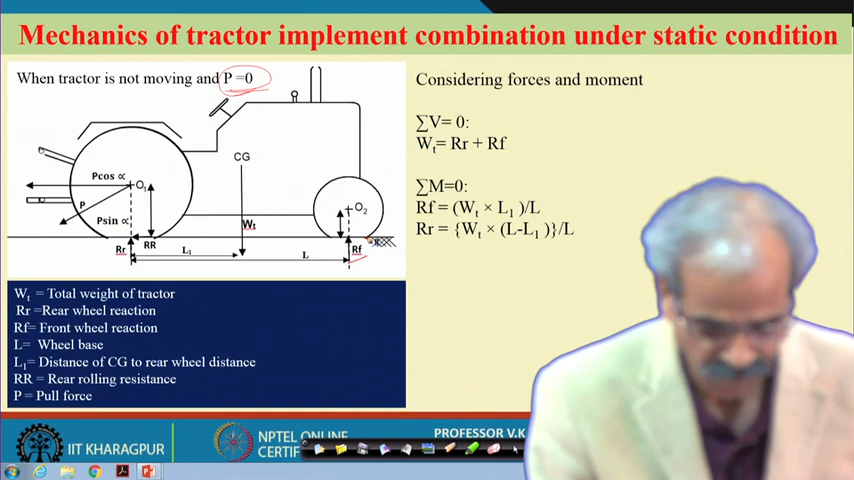 Mechanics of tractor implement combination under static condition
When tractor is not moving and P =0
CG
Pcos ∝
O1
P
Psin ∝
O2
Wt
Rr
RR
L1
L
Rf
Considering forces and moment
∑V= 0:
Wt= Rr + Rf
∑M=0:
Rf = (Wt × L1 )/L
Rr = {Wt × (L-L1 )}/L
Wt = Total weight of tractor
Rr =Rear wheel reaction
Rf= Front wheel reaction
L= Wheel base
L1= Distance of CG to rear wheel distance
RR = Rear rolling resistance
P = Pull force
IIT KHARAGPUR
NPTEL ONLINE
CERTIF
PROFESSOR V.K